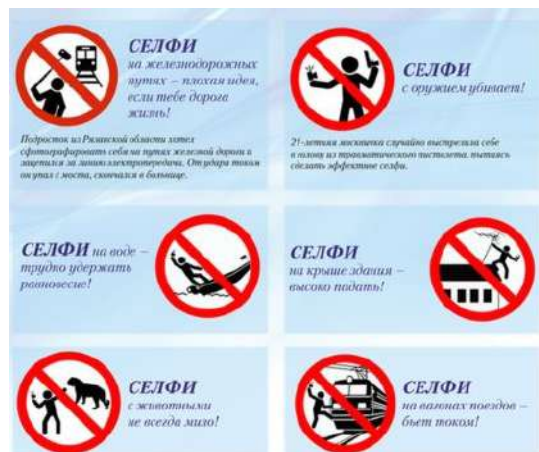 СЕЛФИ
на железнодорожных
путях – плохая идея,
если тебе дорога
жизнь!
Подросток из Рязанской области хотел
сфотографировать себя на путях железной дороги и
зацепился за линию электропередачи. От удара током
он упал с моста, скончался в больнице.
СЕЛФИ
с оружием убивает!
21-летняя москвичка случайно выстрелила себе
в голову из травматического пистолета, пытаясь
сделать эффектное селфи.
СЕЛФИ на воде –
трудно удержать
равновесие!
СЕЛФИ
на крыше здания –
высоко падать!
СЕЛФИ
с животными
не всегда мило!
СЕЛФИ
на вагонах поездов –
бьет током!